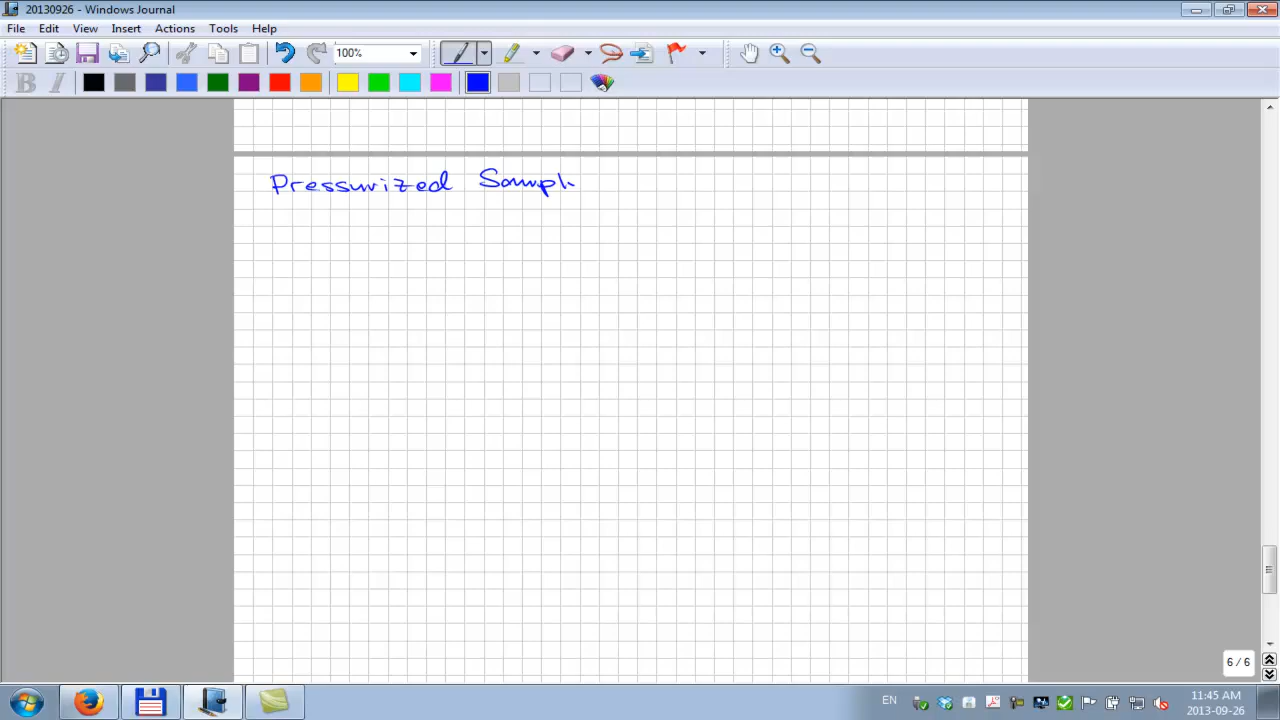 20130926 - Windows Journal
File Edit View Insert Actions Tools Help
100%
B I
Pressurized Sampl
6 / 6
EN
11:45 AM
2013-09-26